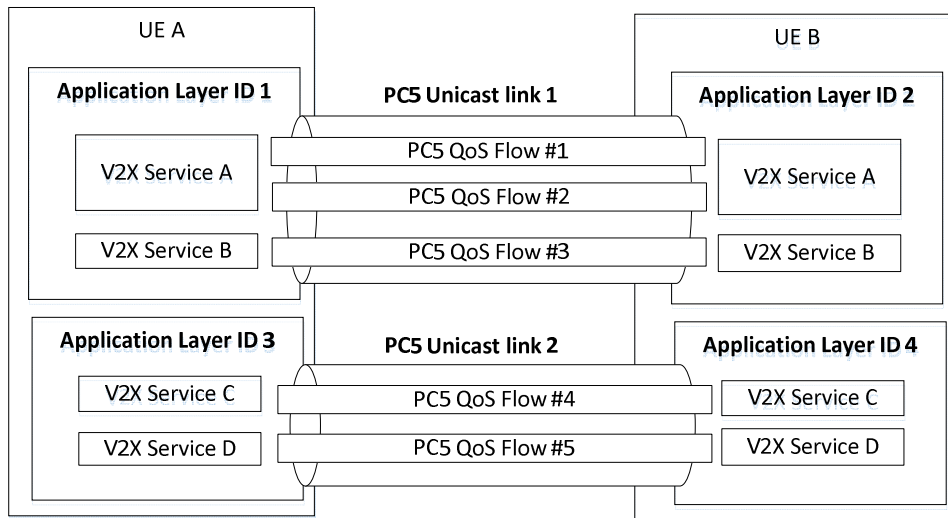 UE A
UE B
Application Layer ID 1
PC5 Unicast link 1
Application Layer ID 2
V2X Service A
PC5 QoS Flow #1
V2X Service A
PC5 QoS Flow #2
V2X Service B
PC5 QoS Flow #3
V2X Service B
Application Layer ID 3
PC5 Unicast link 2
Application Layer ID 4
V2X Service C
PC5 QoS Flow #4
V2X Service C
V2X Service D
PC5 QoS Flow #5
V2X Service D